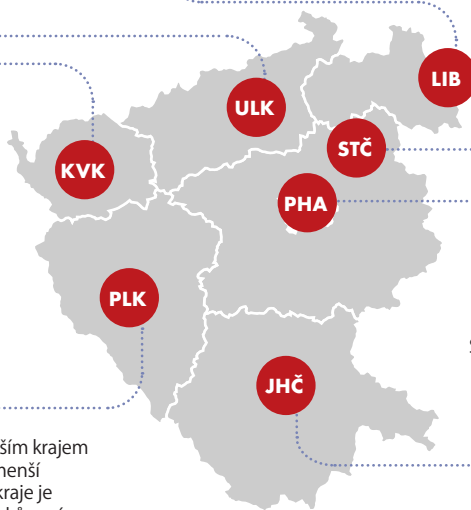 LIB
ULK
STČ
KVK
PHA
PLK
JHČ
ším krajem
menší
kraje je